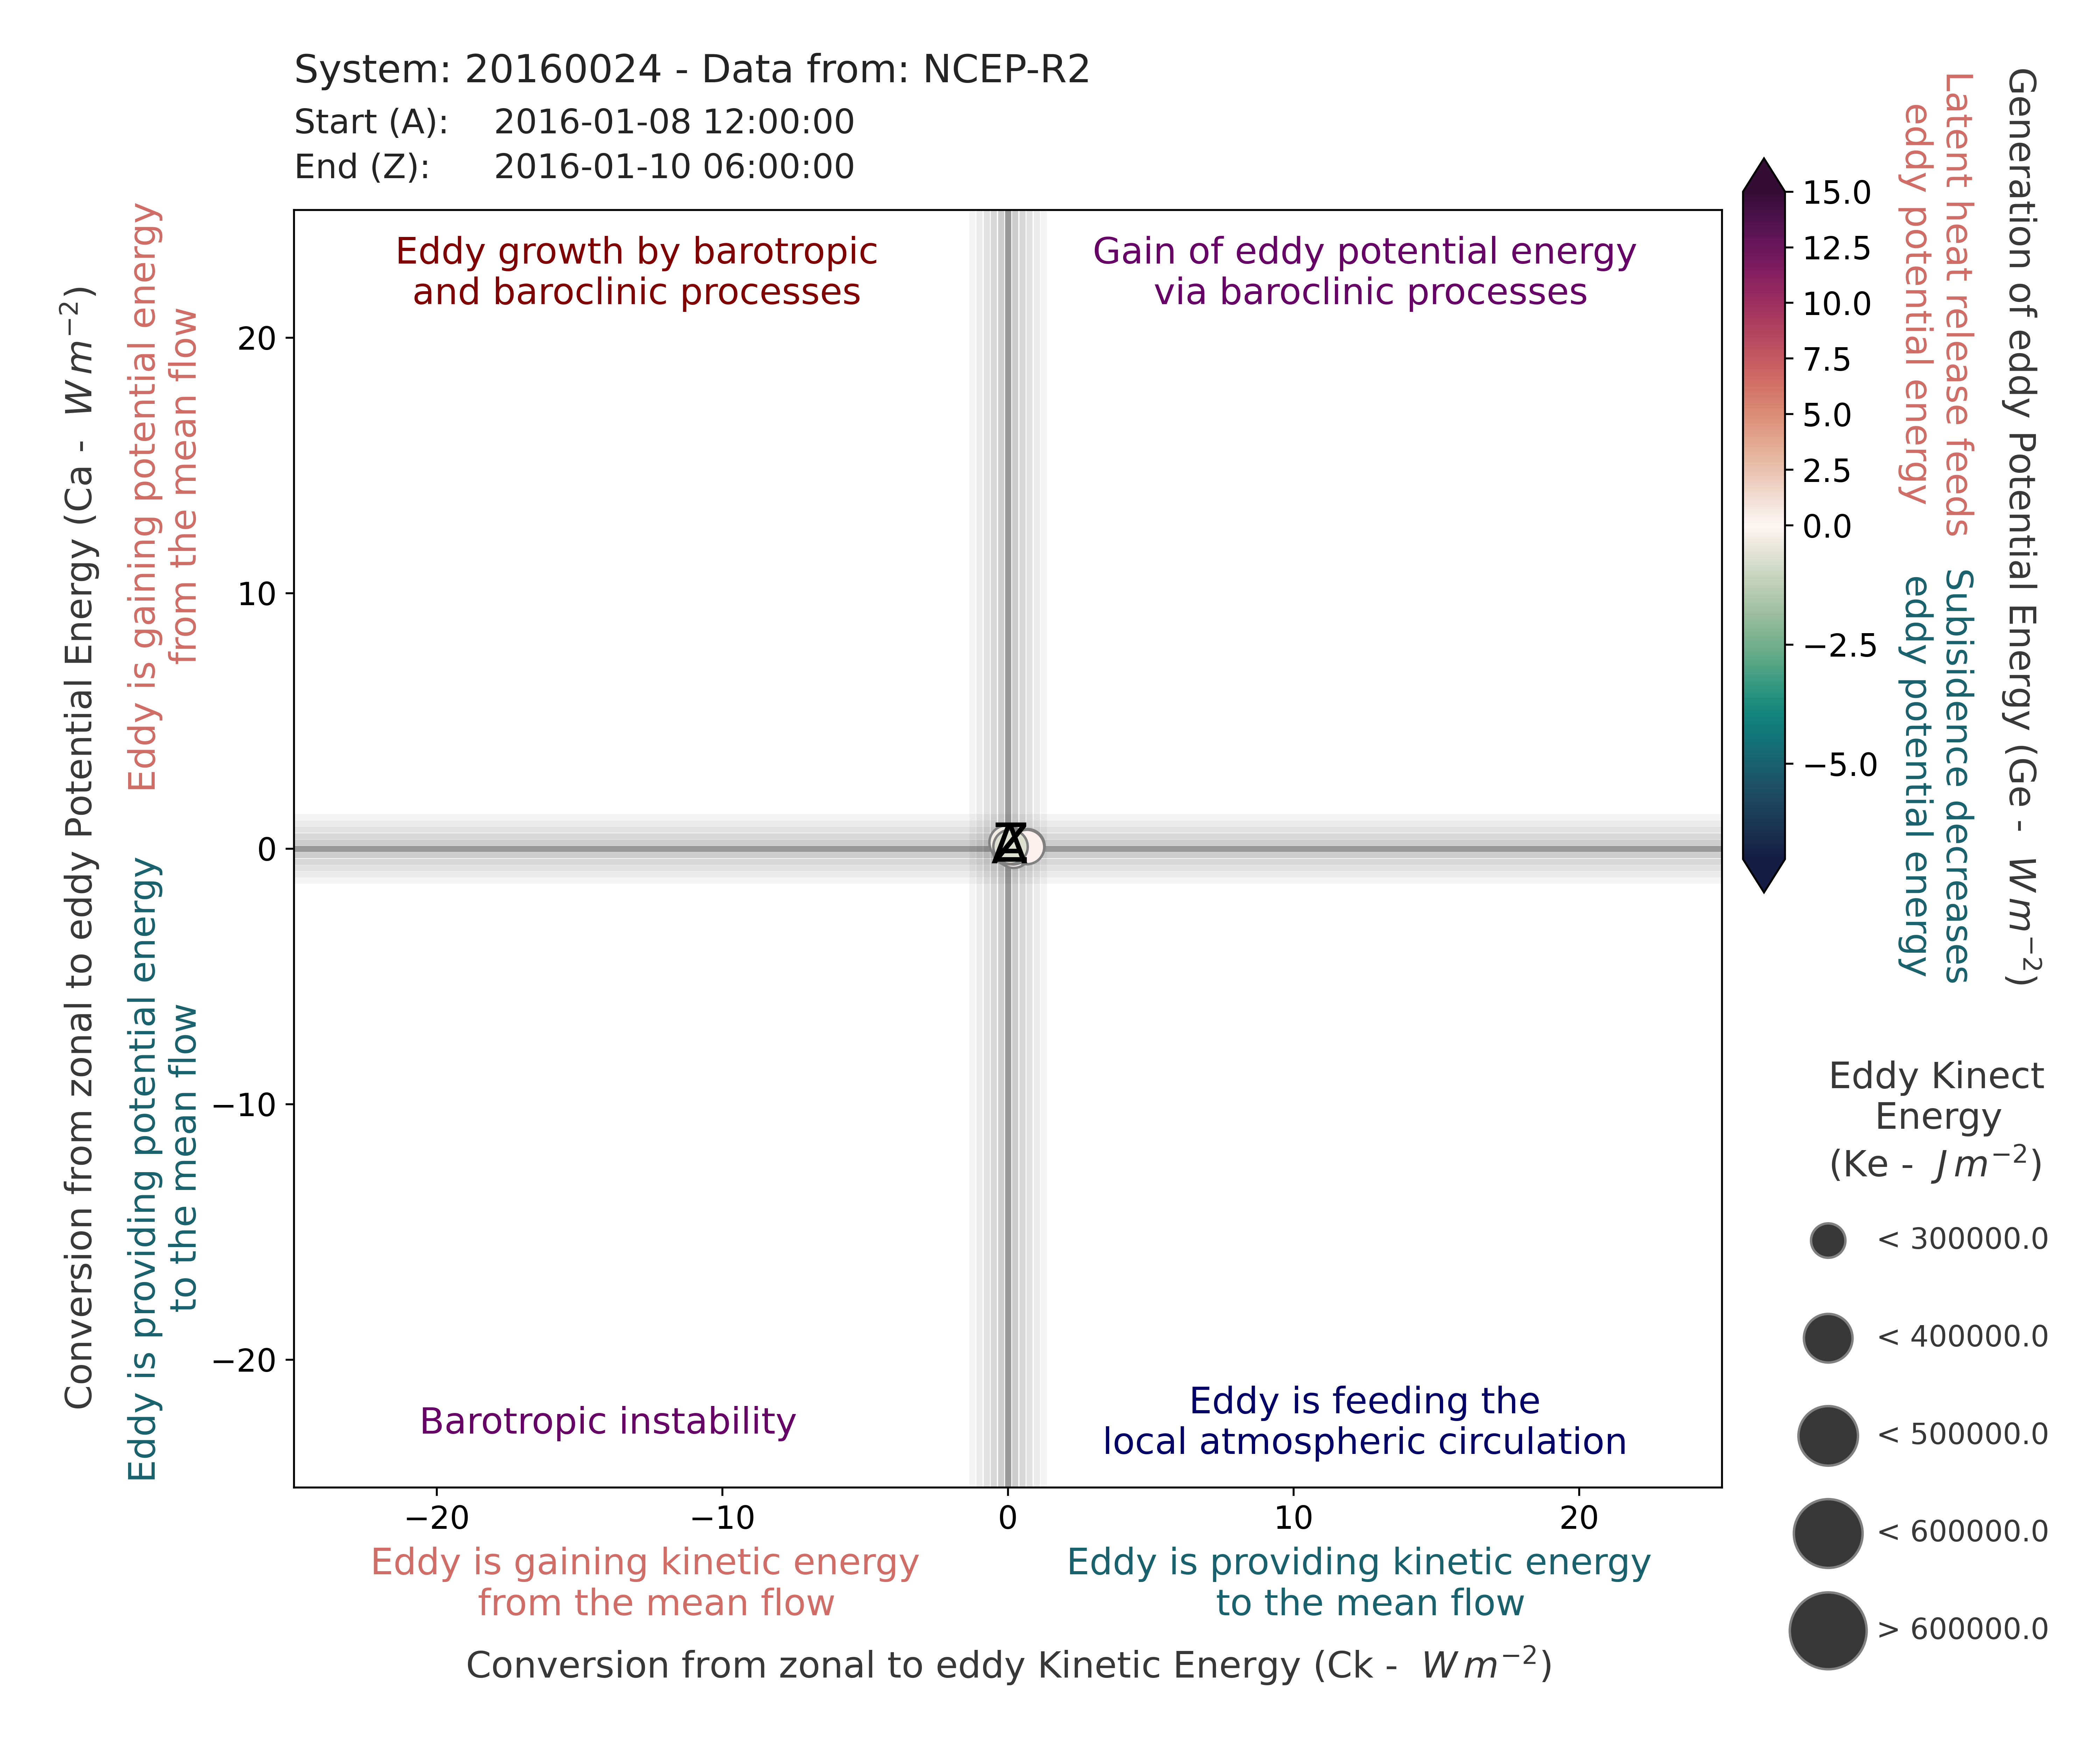 System: 20160024 - Data from: NCEP-R2
Start (A): 2016-01-08 12:00:00
End (Z): 2016-01-10 06:00:00
Conversion from zonal to eddy Potential Energy (Ca - W m⁻²)
Eddy is gaining potential energy
from the mean flow
Eddy is providing potential energy
to the mean flow
20
10
0
−10
−20
Eddy growth by barotropic
and baroclinic processes
Gain of eddy potential energy
via baroclinic processes
A
Z
Barotropic instability
Eddy is feeding the
local atmospheric circulation
−20
−10
0
10
20
Eddy is gaining kinetic energy
from the mean flow
Eddy is providing kinetic energy
to the mean flow
Conversion from zonal to eddy Kinetic Energy (Ck - W m⁻²)
15.0
12.5
10.0
7.5
5.0
2.5
0.0
−2.5
−5.0
Latent heat release feeds
eddy potential energy
Subisidence decreases
eddy potential energy
Generation of eddy Potential Energy (Ge - W m⁻²)
Eddy Kinect
Energy
(Ke - J m⁻²)
< 300000.0
< 400000.0
< 500000.0
< 600000.0
> 600000.0